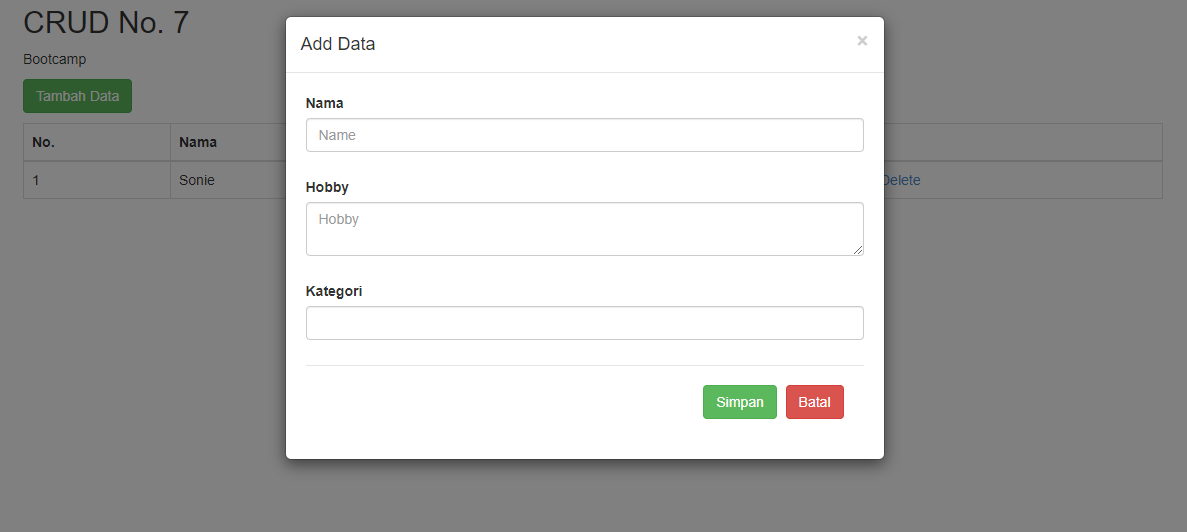 CRUD No. 7
Bootcamp
Tambah Data
No. Nama
1 Sonie Delete
Add Data ×
Nama
Name
Hobby
Hobby
Kategori
Simpan Batal